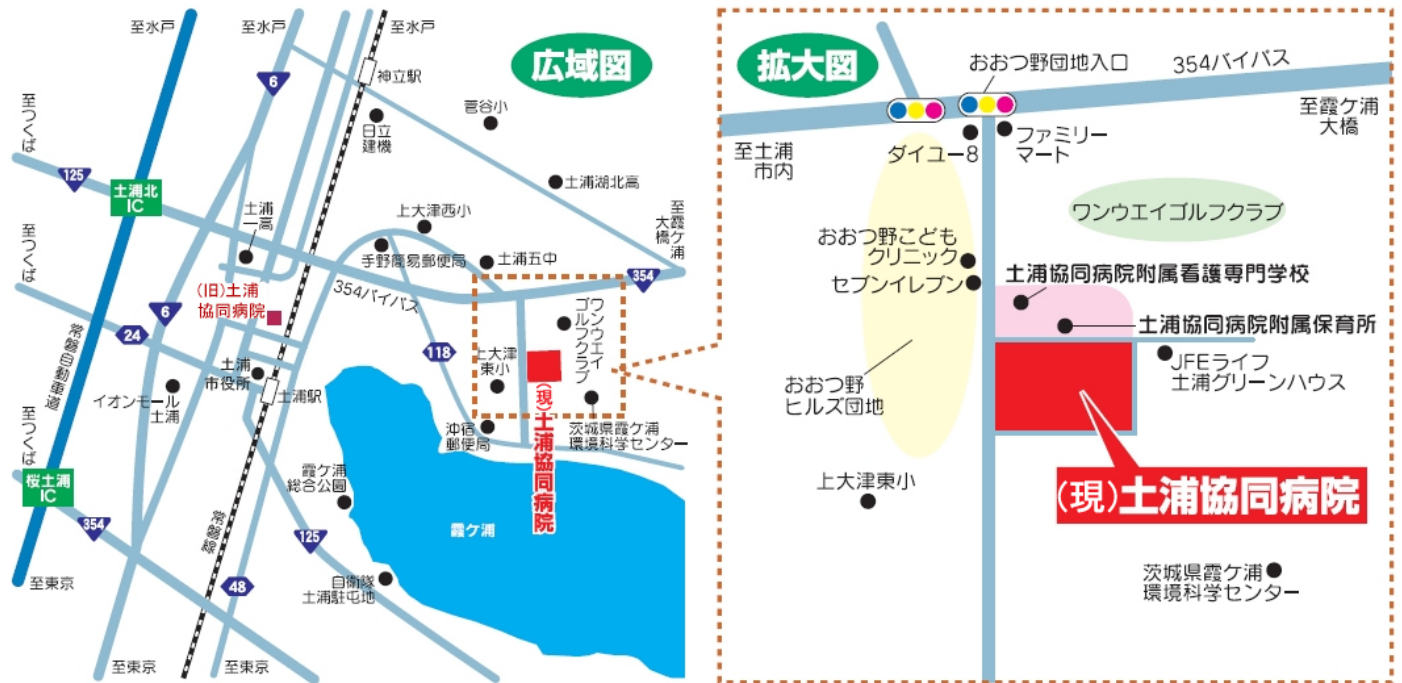 広域図
至水戸
至水戸
至水戸
6
神立駅
日立
建機
菅谷小
至つくば
125
土浦北
IC
土浦
一高
上大津西小
土浦湖北高
手野簡易郵便局
土浦五中
至霞ケ浦
大橋
354
354バイパス
至つくば
(旧)土浦
協同病院
6
24
118
ワンウエイ
ゴルフクラブ
上大津
東小
常磐自動車道
土浦
市役所
土浦駅
イオンモール
土浦
(現)土浦協同病院
沖宿
郵便局
茨城県霞ケ浦
環境科学センター
至つくば
桜土浦
IC
354
常磐線
霞ケ浦
総合公園
霞ケ浦
125
自衛隊
土浦駐屯地
48
至東京
至東京
至東京
拡大図
おおつ野団地入口
354バイパス
至霞ケ浦
大橋
至土浦
市内
ダイユー8
ファミリー
マート
ワンウエイゴルフクラブ
おおつ野こども
クリニック
セブンイレブン
土浦協同病院附属看護専門学校
土浦協同病院附属保育所
JFEライフ
土浦グリーンハウス
おおつ野
ヒルズ団地
上大津東小
(現)土浦協同病院
茨城県霞ケ浦
環境科学センター